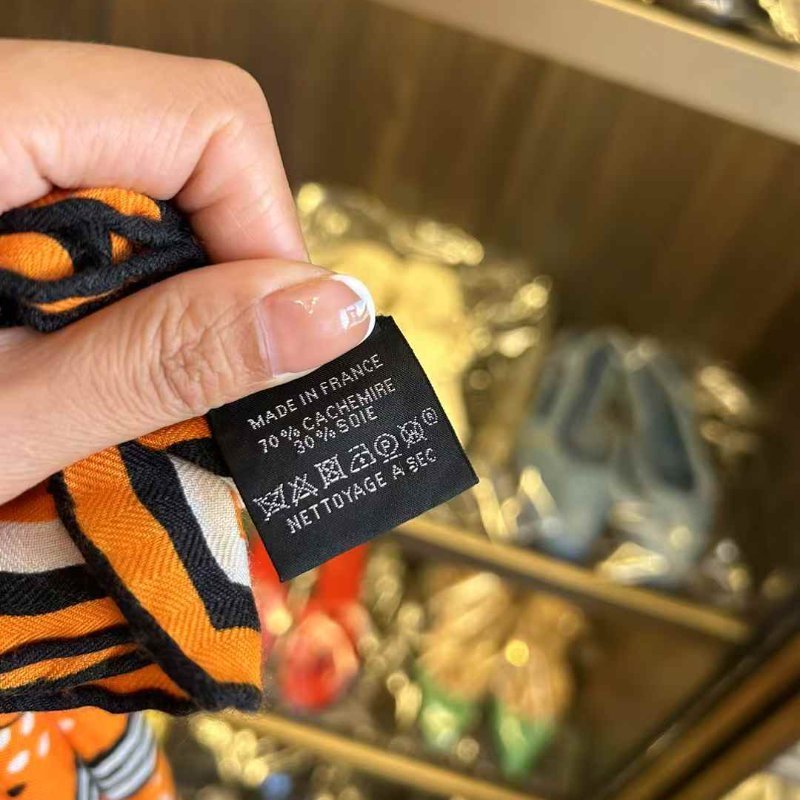 MADE IN FRANCE
70% CACHEMIRE
30% SOIE
P ®
NETTOYAGE A SEC